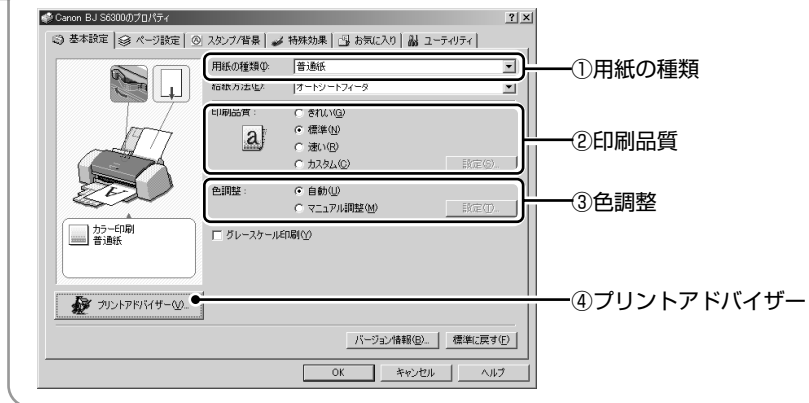 Canon BJ S6300のプロパティ
基本設定 ページ設定 スタンプ/背景 特殊効果 お気に入り ユーティリティ
用紙の種類(I): 普通紙
①用紙の種類
給紙方法(E): オートシートフィーダ
印刷品質: きれい(G)
標準(N)
②印刷品質
速い(R)
カスタム(C) 設定(S)...
色調整: 自動(U)
③色調整
マニュアル調整(M) 設定(T)...
カラー印刷
普通紙
グレースケール印刷(Y)
プリントアドバイザー(V)...
④プリントアドバイザー
バージョン情報(B)... 標準に戻す(F)
OK キャンセル ヘルプ